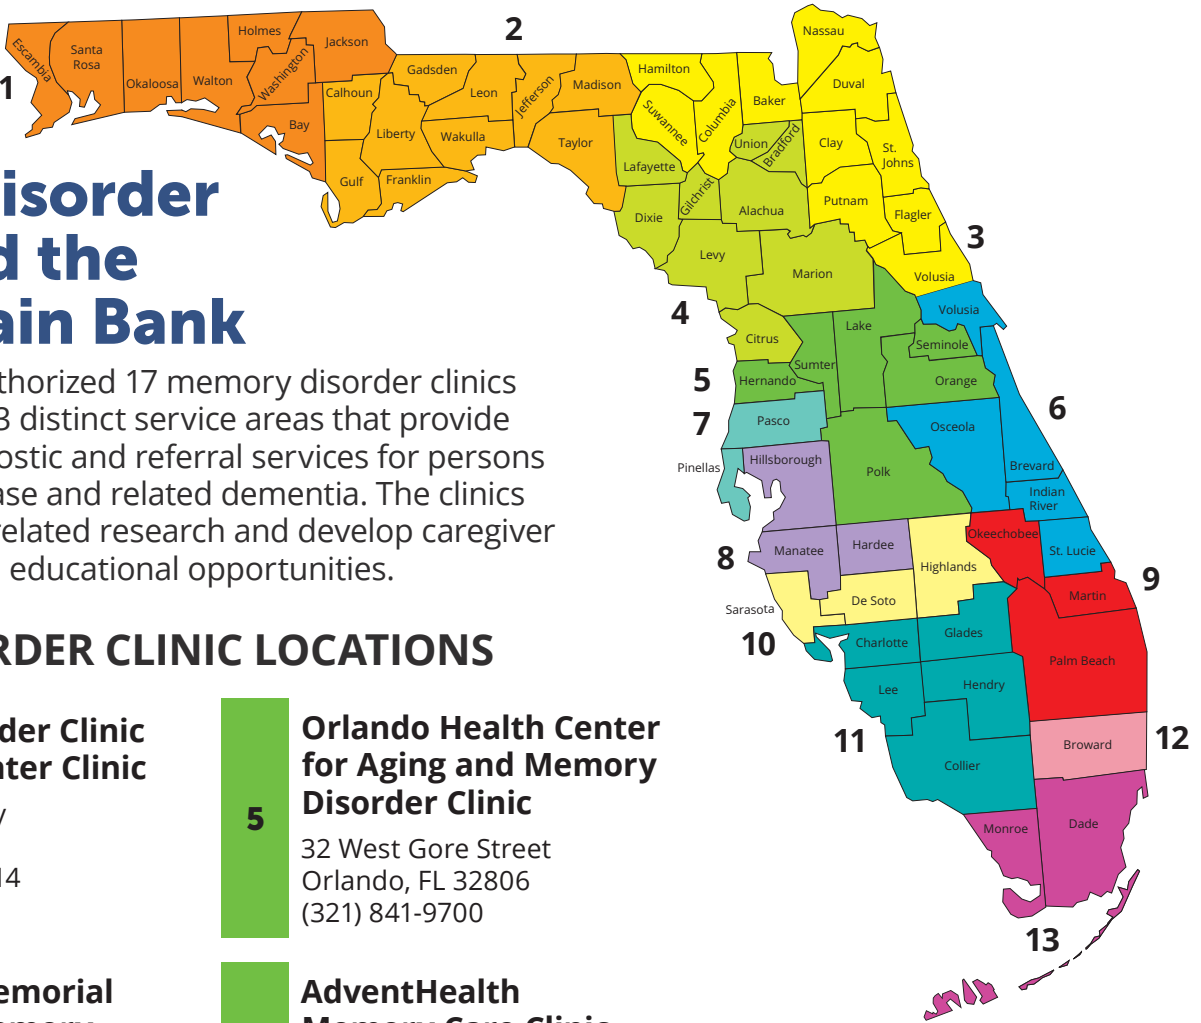 2
Nassau
Holmes
Jackson
Escambia
Santa
Rosa
Washington
Okaloosa
Walton
1
Gadsden
Hamilton
Calhoun
Leon
Jefferson
Madison
Baker
Duval
Bay
Liberty
Wakulla
Taylor
Suwannee
Columbia
Union
Bradford
Clay
St.
Johns
Lafayette
Gulf
Franklin
Gilchrist
Dixie
Alachua
Putnam
Flagler
3
Levy
Marion
Volusia
4
Volusia
Citrus
Lake
Seminole
Sumter
5
Hernando
Orange
7
Pasco
Osceola
6
Pinellas
Hillsborough
Polk
Brevard
Indian
River
8
Manatee
Hardee
Okeechobee
St. Lucie
Highlands
9
Sarasota
De Soto
Martin
10
Charlotte
Glades
Palm Beach
Lee
Hendry
11
Collier
Broward
12
Monroe
Dade
13
isorder
d the
ain Bank
thorized 17 memory disorder clinics
3 distinct service areas that provide
ostic and referral services for persons
ase and related dementia. The clinics
related research and develop caregiver
educational opportunities.
RDER CLINIC LOCATIONS
der Clinic
nter Clinic
y
14
emorial
5
Orlando Health Center
for Aging and Memory
Disorder Clinic
32 West Gore Street
Orlando, FL 32806
(321) 841-9700
AdventHealth
Memory Care Clinic